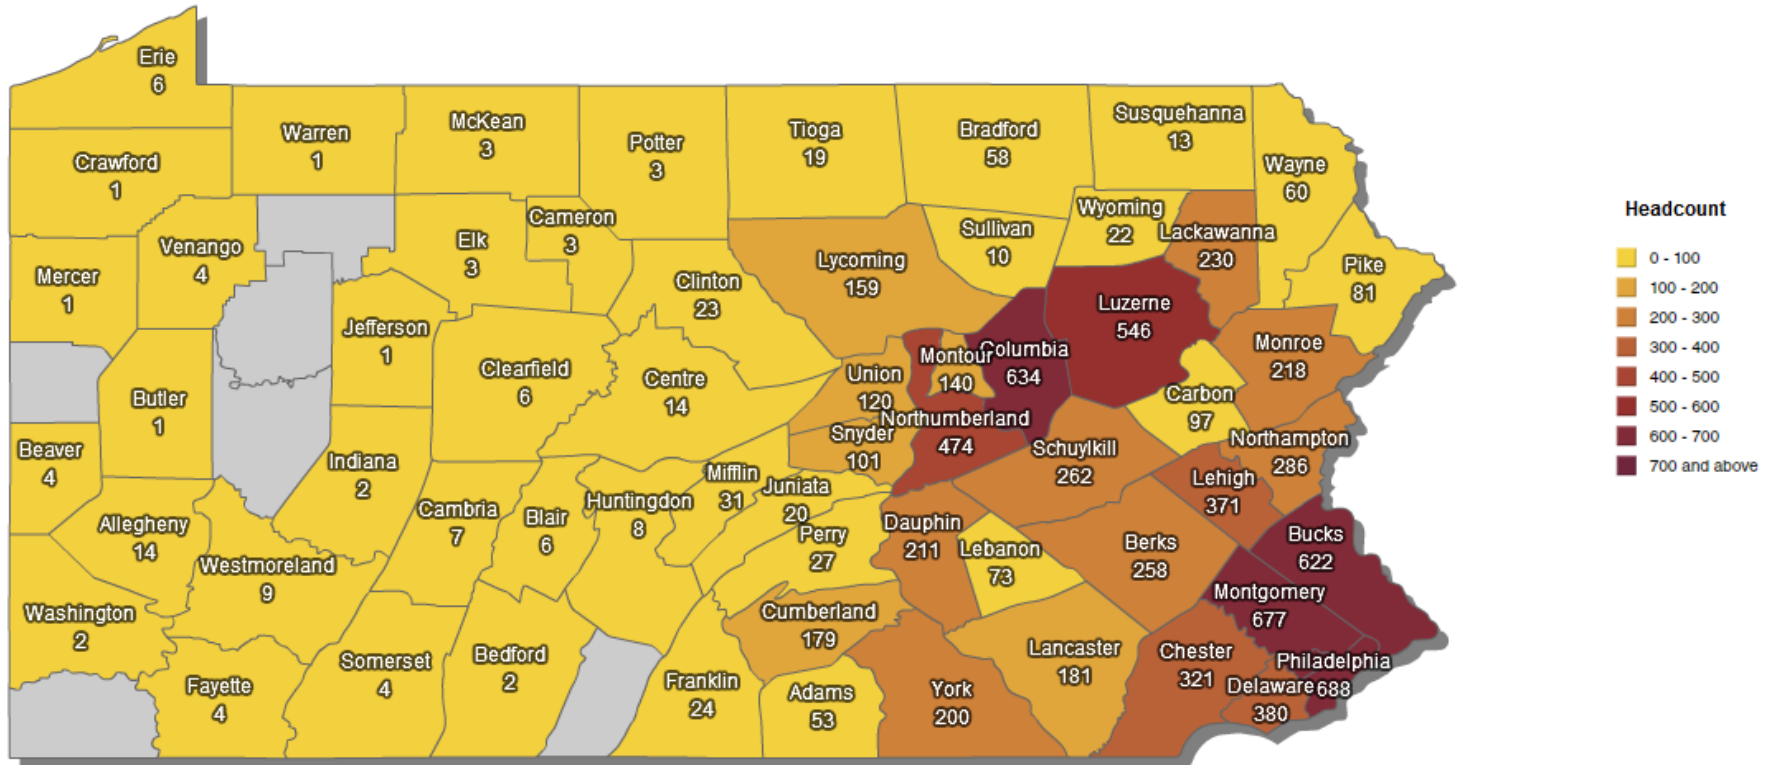 Erie
6
Crawford
1
Warren
1
McKean
3
Potter
3
Tioga
19
Bradford
58
Susquehanna
13
Wayne
60
Mercer
1
Venango
4
Elk
3
Cameron
3
Clinton
23
Lycoming
159
Sullivan
10
Wyoming
22
Lackawanna
230
Pike
81
Jefferson
1
Clearfield
6
Centre
14
Union
120
Montour
140
Columbia
634
Luzerne
546
Monroe
218
Carbon
97
Butler
1
Beaver
4
Indiana
2
Snyder
101
Northumberland
474
Schuylkill
262
Northampton
286
Lehigh
371
Allegheny
14
Westmoreland
9
Cambria
7
Blair
6
Huntingdon
8
Mifflin
31
Juniata
20
Perry
27
Dauphin
211
Lebanon
73
Berks
258
Bucks
622
Montgomery
677
Washington
2
Fayette
4
Somerset
4
Bedford
2
Franklin
24
Cumberland
179
Adams
53
York
200
Lancaster
181
Chester
321
Philadelphia
688
Delaware
380
Headcount
0 - 100
100 - 200
200 - 300
300 - 400
400 - 500
500 - 600
600 - 700
700 and above